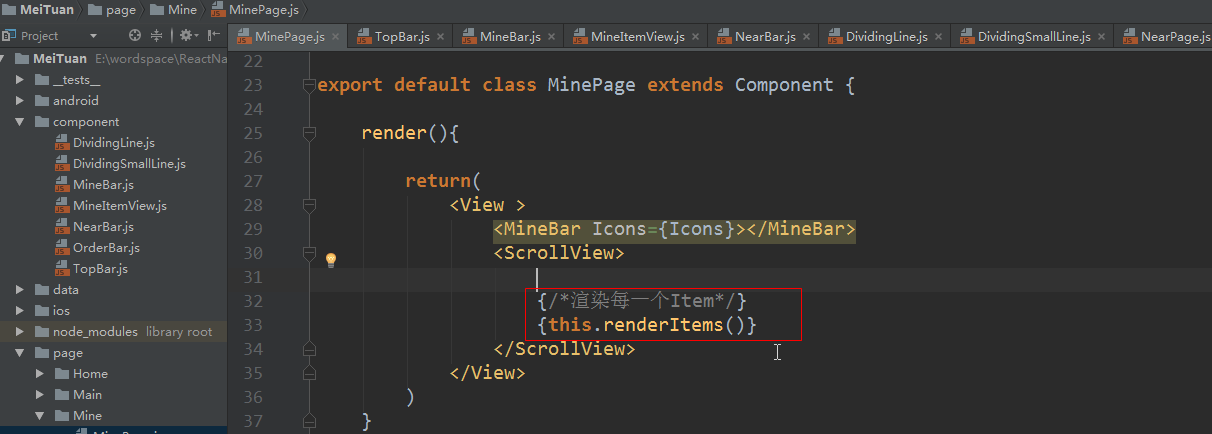 MeiTuan page Mine MinePage.js
Project MinePage.js × TopBar.js × MineBar.js × MineItemView.js × NearBar.js × DividingLine.js × DividingSmallLine.js × NearPage.js
MeiTuan E:\wordspace\ReactNa
__tests__
android
component
DividingLine.js
DividingSmallLine.js
MineBar.js
MineItemView.js
NearBar.js
OrderBar.js
TopBar.js
data
ios
node_modules library root
page
Home
Main
Mine
22
23 export default class MinePage extends Component {
24
25 render(){
26
27 return(
28 <View >
29 <MineBar Icons={Icons}></MineBar>
30 <ScrollView>
31
32 {/*渲染每一个Item*/}
33 {this.renderItems()}
34 </ScrollView>
35 </View>
36 )
37 }